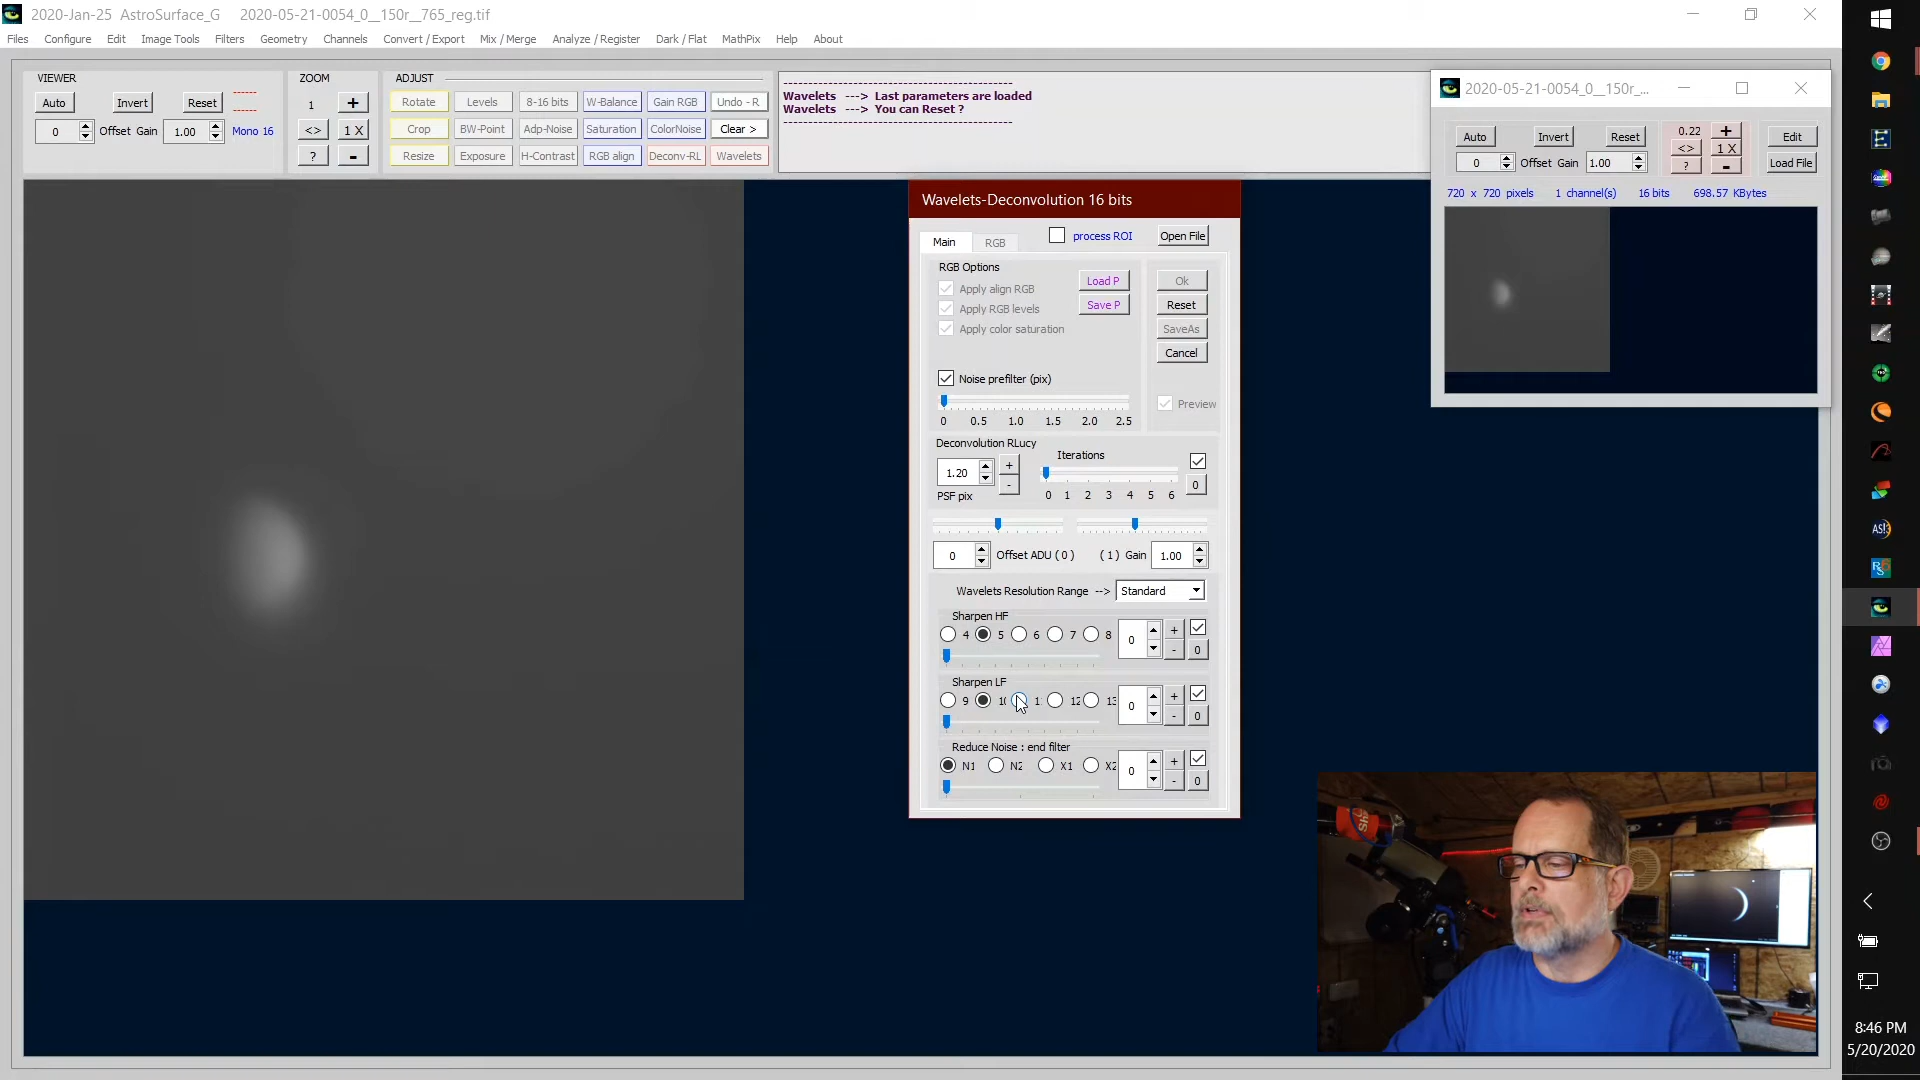 2020-Jan-25 AstroSurface_G 2020-05-21-0054_0__150r__765_reg.tif
Files Configure Edit Image Tools Filters Geometry Channels Convert / Export Mix / Merge Analyze / Register Dark / Flat MathPix Help About
VIEWER
Auto Invert Reset ------
------
0 Offset Gain 1.00 Mono 16
ZOOM
1 +
<> 1 X
? -
ADJUST
Rotate Levels 8-16 bits W-Balance Gain RGB Undo - R
Crop BW-Point Adp-Noise Saturation ColorNoise Clear >
Resize Exposure H-Contrast RGB align Deconv-RL Wavelets
Wavelets ---> Last parameters are loaded
Wavelets ---> You can Reset ?
2020-05-21-0054_0__150r_...
Auto Invert Reset 0.22 + Edit
<> 1 X
0 Offset Gain 1.00 ? - Load File
720 x 720 pixels 1 channel(s) 16 bits 698.57 KBytes
Wavelets-Deconvolution 16 bits
Main RGB process ROI Open File
RGB Options
Load P Ok
Apply align RGB
Save P Reset
Apply RGB levels
Apply color saturation SaveAs
Cancel
Noise prefilter (pix)
Preview
0 0.5 1.0 1.5 2.0 2.5
Deconvolution RLucy
Iterations
1.20 + -
0
PSF pix 0 1 2 3 4 5 6
0 Offset ADU ( 0 ) ( 1 ) Gain 1.00
Wavelets Resolution Range --> Standard
Sharpen HF
4 5 6 7 8 0 + - 0
Sharpen LF
9 10 1 12 13 0 + - 0
Reduce Noise : end filter
N1 N2 X1 X2 0 + - 0
AS!3
RS6
8:46 PM
5/20/2020